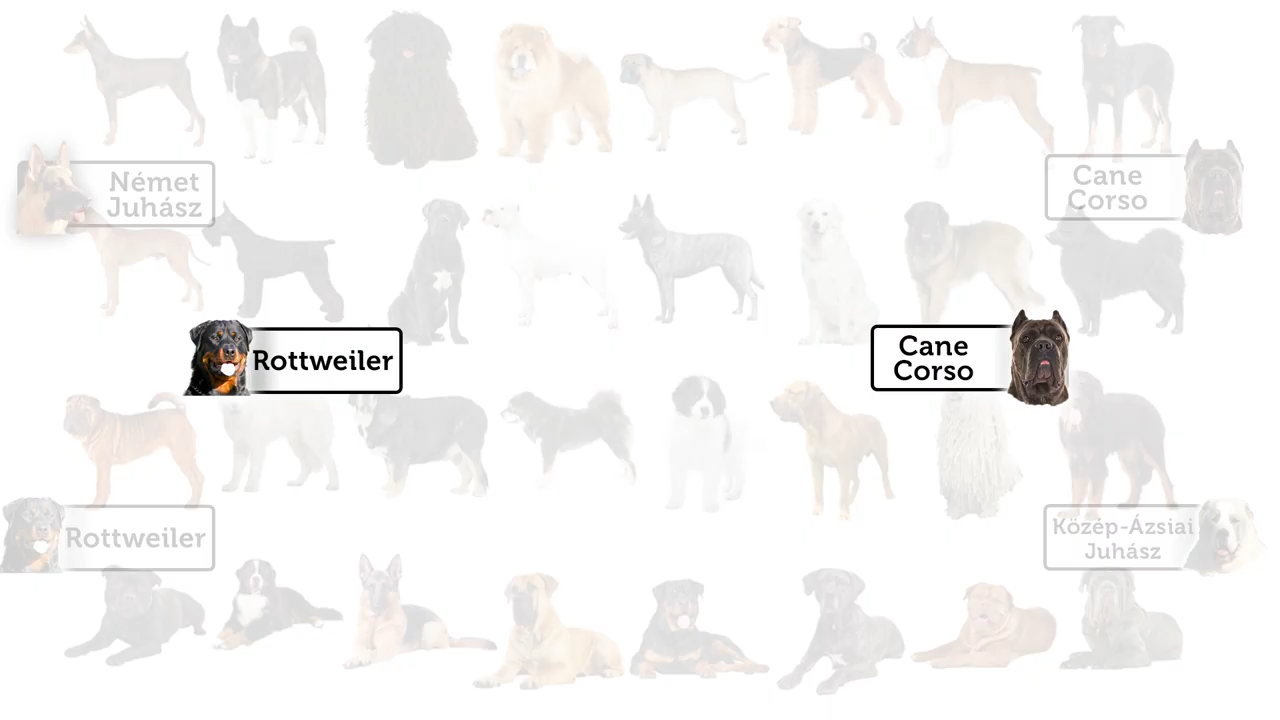 Német
Juhász
Cane
Corso
Rottweiler
Cane
Corso
Rottweiler
Közép-Ázsiai
Juhász